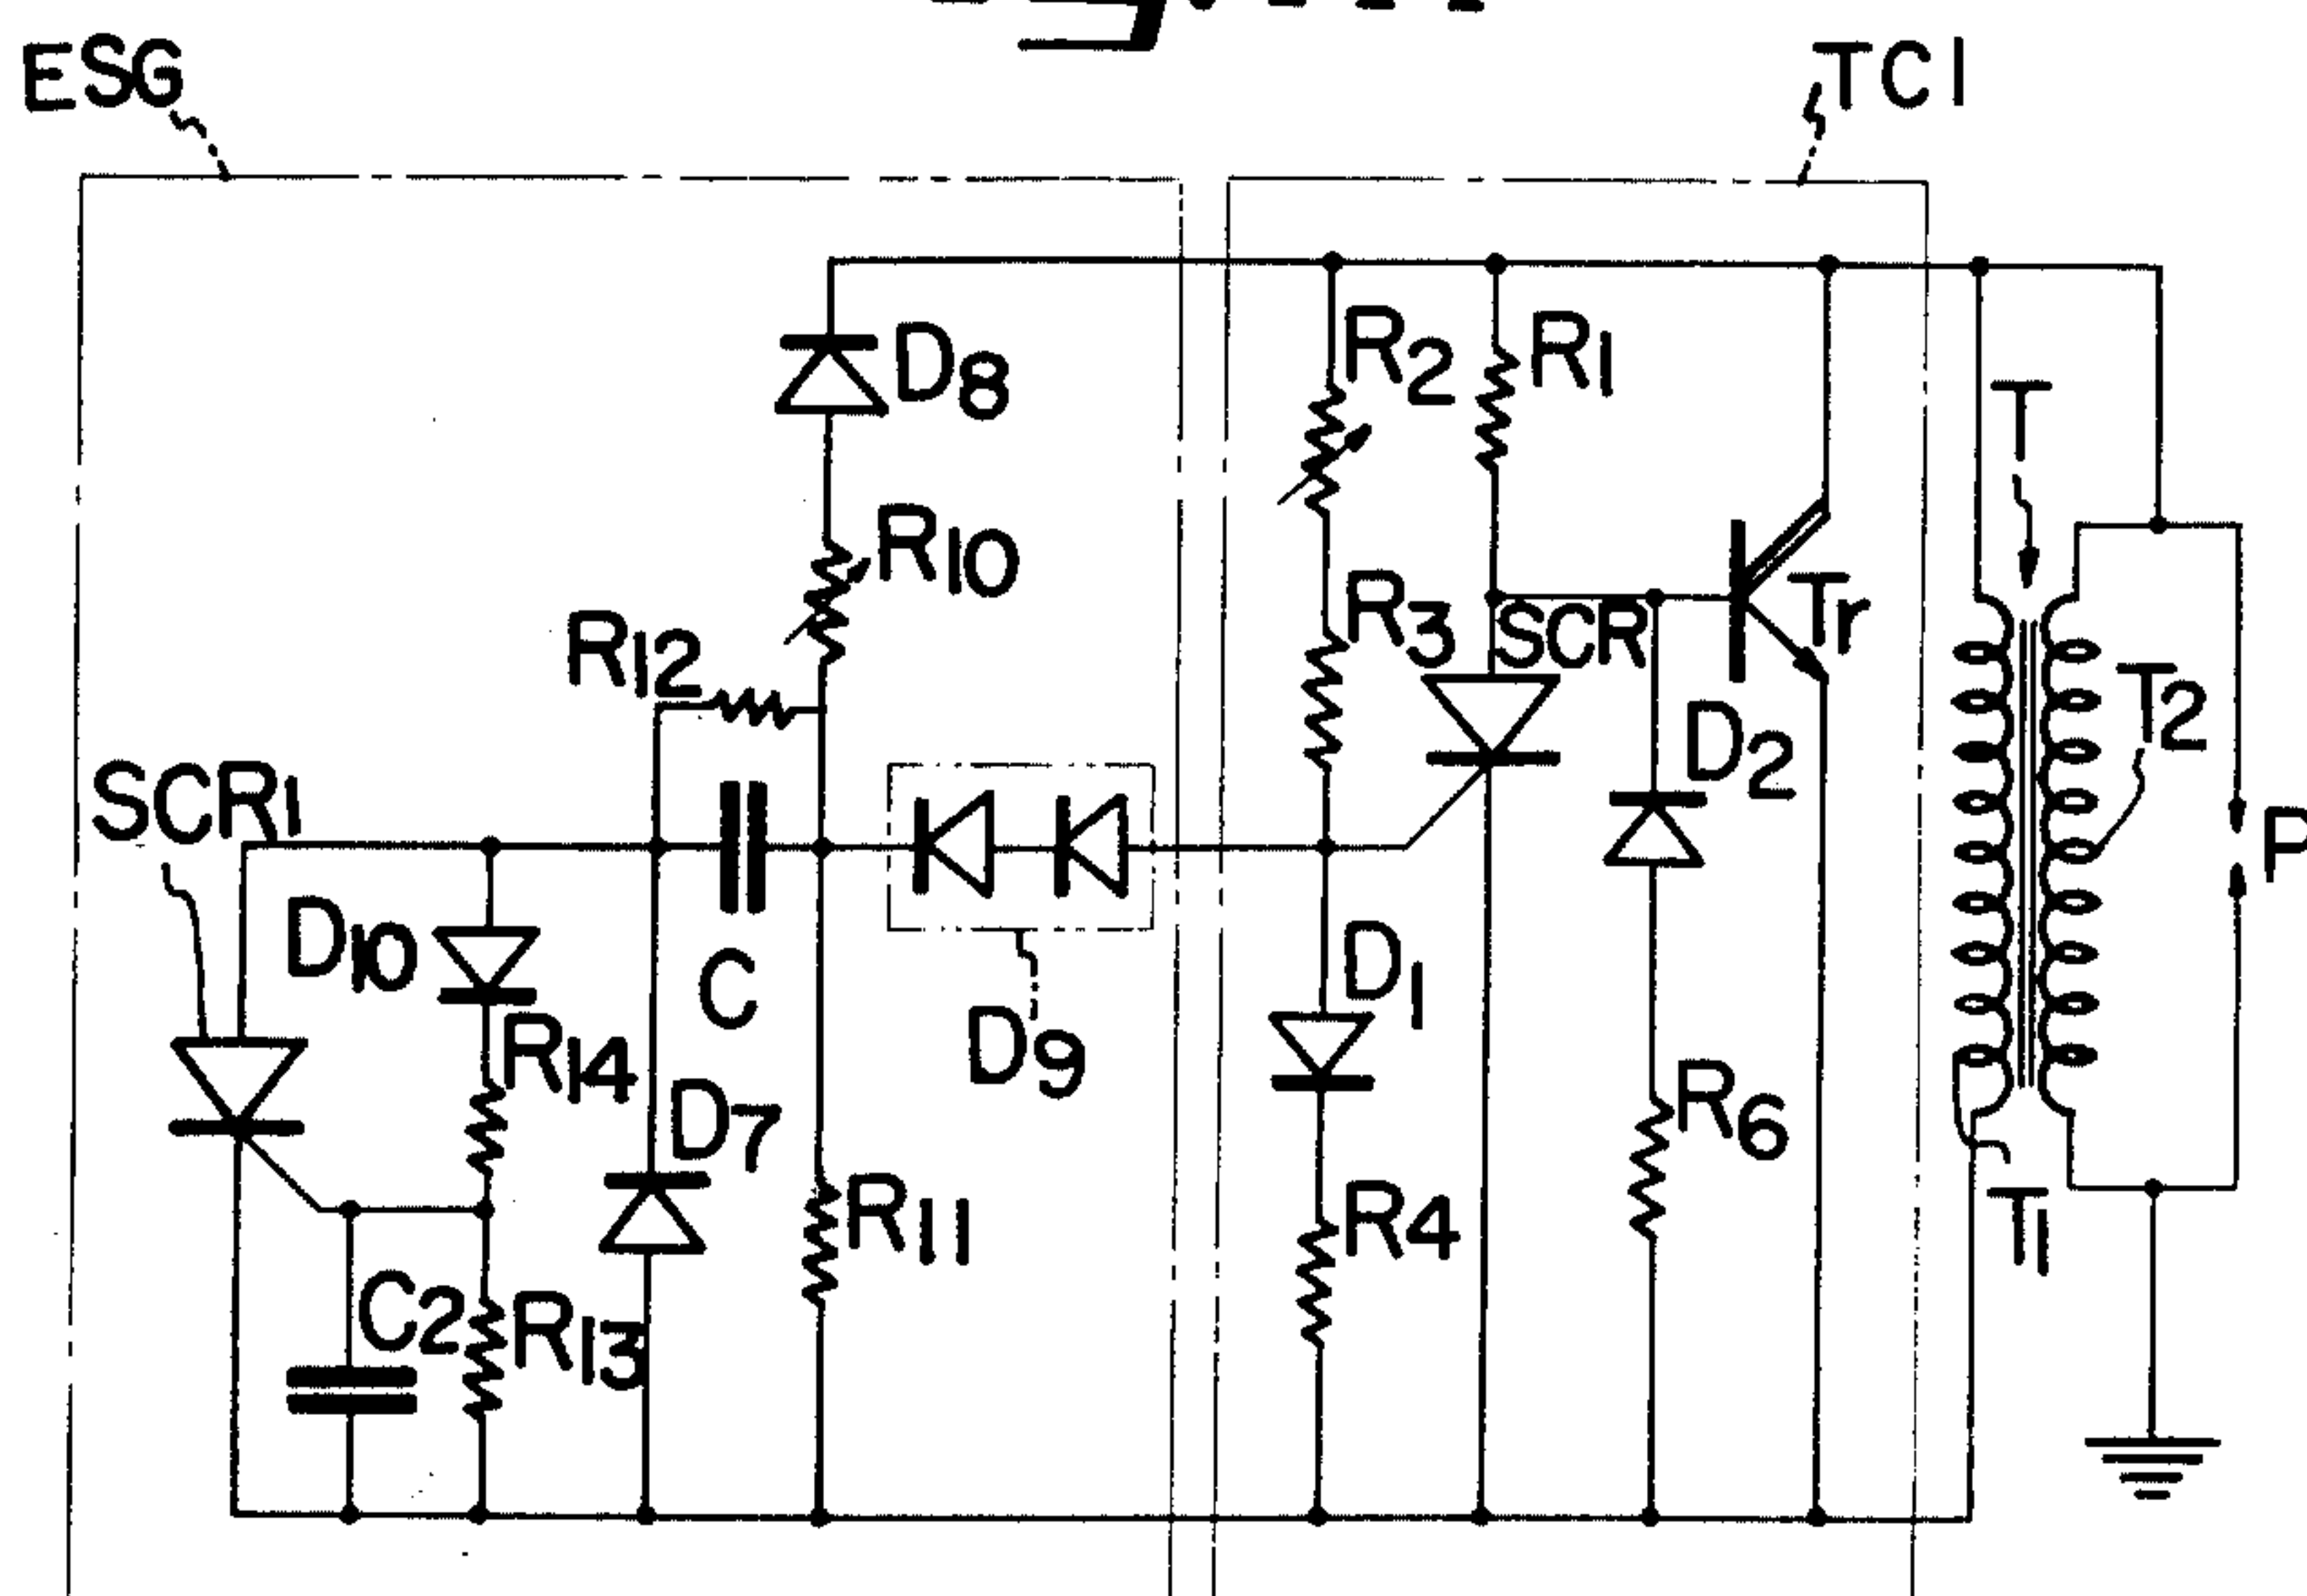 ESG
TC1
D8
R2
R1
T
R10
R12
R3
SCR
Tr
T2
D2
SCR1
P
D10
C
D1
D9
R14
D7
R6
R11
R4
T1
C2
R13